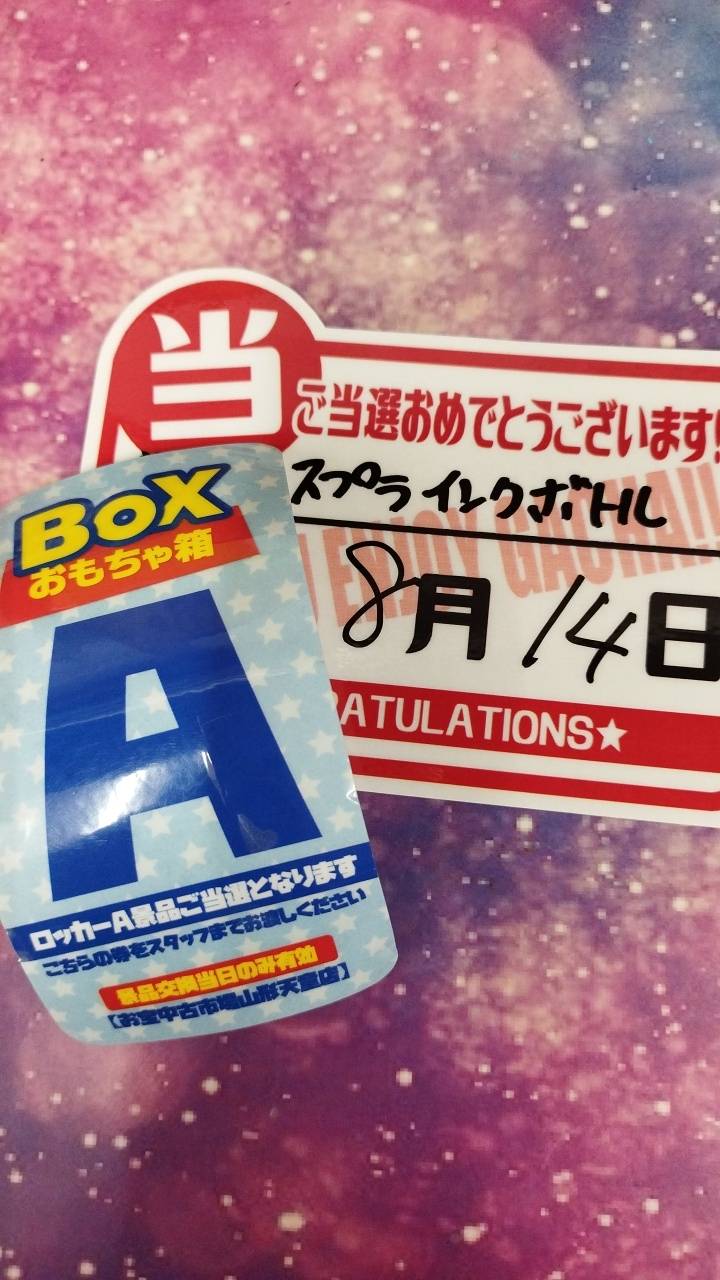 当
ご当選おめでとうございます!
スプラ インクボトル
ENJOY GACHA!!
8月14日
RATULATIONS★
BOX
おもちゃ箱
A
ロッカーA景品ご当選となります
こちらの券をスタッフまでお渡しください
景品交換当日のみ有効
【お宝中古市場山形天童店】